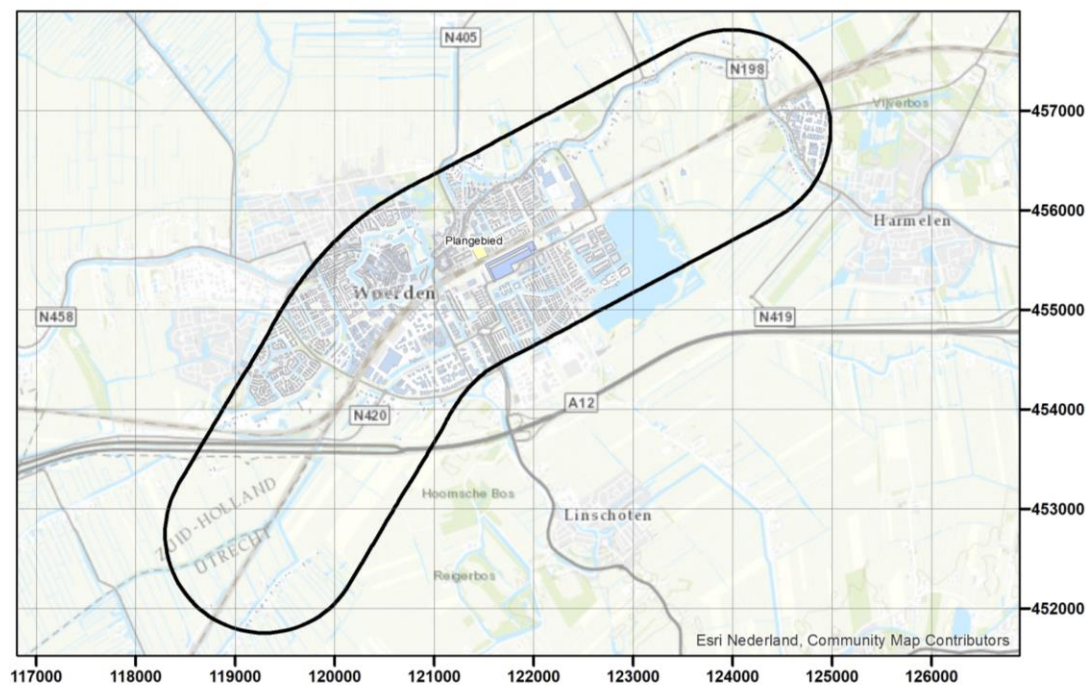 N405
N198
Vijverbos
457000
456000
Harmelen
Plangebied
Woerden
455000
N458
N419
A12
N420
454000
Hoornsche Bos
453000
ZUID-HOLLAND
UTRECHT
Linschoten
Reigerbos
452000
Esri Nederland, Community Map Contributors
117000 118000 119000 120000 121000 122000 123000 124000 125000 126000